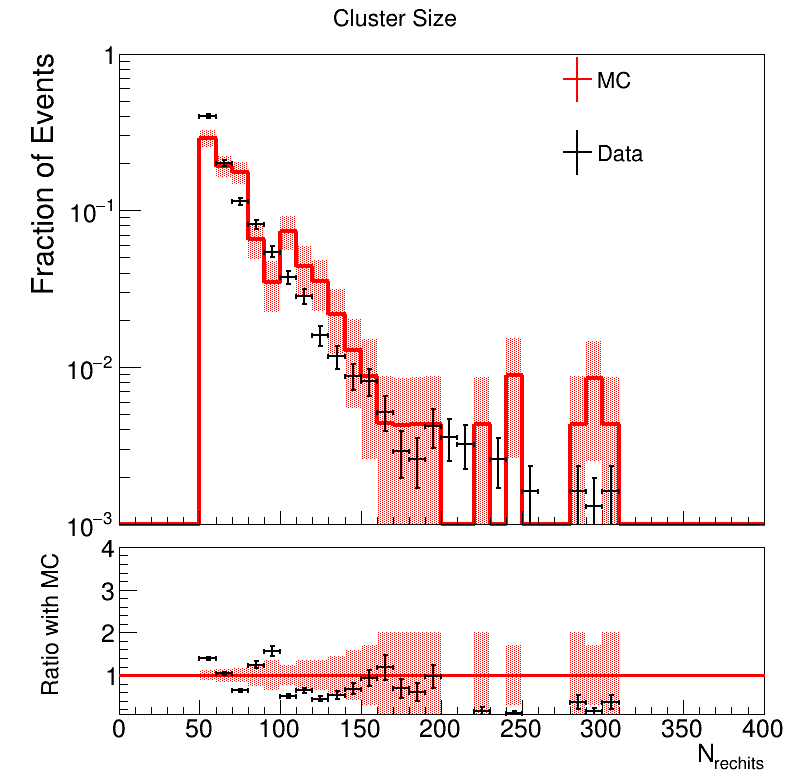 Cluster Size
Fraction of Events
1
10⁻¹
10⁻²
10⁻³
MC
Data
Ratio with MC
4
3
2
1
0 50 100 150 200 250 300 350 400
N_rechits